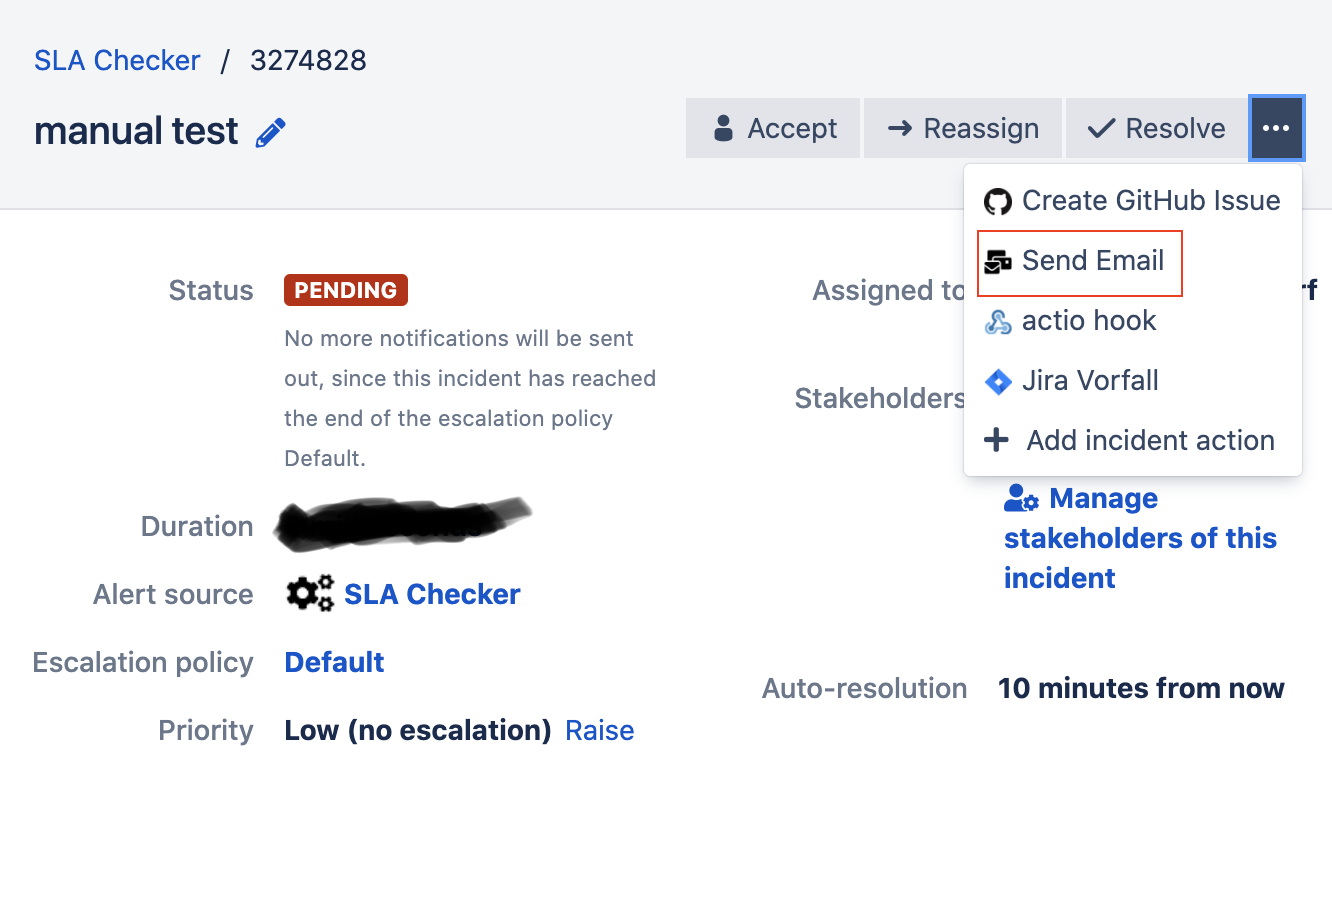 SLA Checker / 3274828
manual test
Accept
Reassign
Resolve
Create GitHub Issue
Send Email
actio hook
Jira Vorfall
Add incident action
Status
PENDING
No more notifications will be sent
out, since this incident has reached
the end of the escalation policy
Default.
Duration
Alert source
SLA Checker
Escalation policy
Default
Priority
Low (no escalation) Raise
Assigned to
Stakeholders
Manage
stakeholders of this
incident
Auto-resolution
10 minutes from now